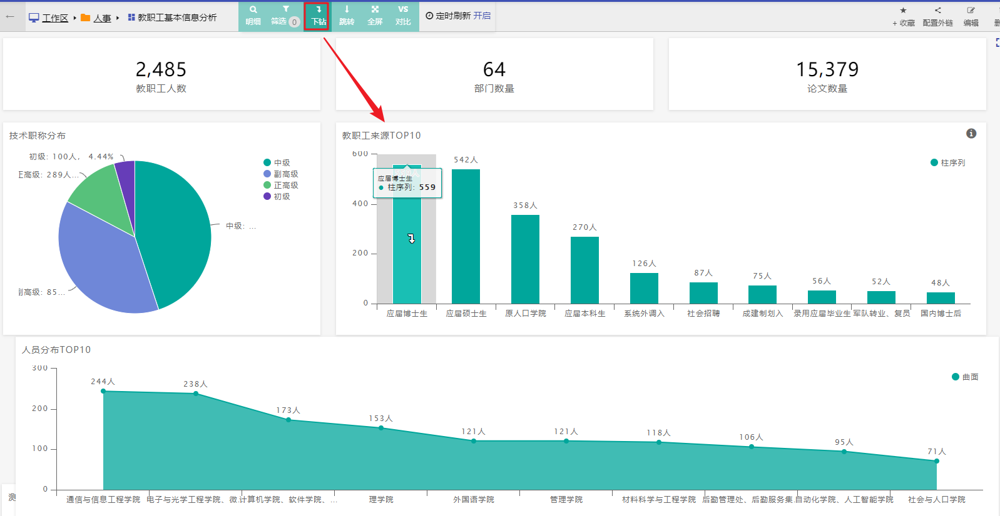 ← 工作区 ▸ 人事 ▸ 教职工基本信息分析
明细 筛选 0 下钻 跳转 全屏 VS 对比
定时刷新 开启
+ 收藏 配置外链 编辑
2,485
教职工人数
64
部门数量
15,379
论文数量
技术职称分布
初级: 100人, 4.44%
正高级: 289人...
中级: ...
副高级: 85...
中级
副高级
正高级
初级
教职工来源TOP10
柱序列
600
400
200
0
应届博士生
柱序列: 559
542人
358人
270人
126人
87人
75人
56人
52人
48人
应届博士生 应届硕士生 原人口学院 应届本科生 系统外调入 社会招聘 成建制划入 录用应届毕业生 军队转业、复员 国内博士后
人员分布TOP10
曲面
300
200
100
0
244人
238人
173人
153人
121人
121人
118人
106人
95人
71人
通信与信息工程学院 电子与光学工程学院、微 计算机学院、软件学院、... 理学院 外国语学院 管理学院 材料科学与工程学院 后勤管理处、后勤服务集 自动化学院、人工智能学院 社会与人口学院
测